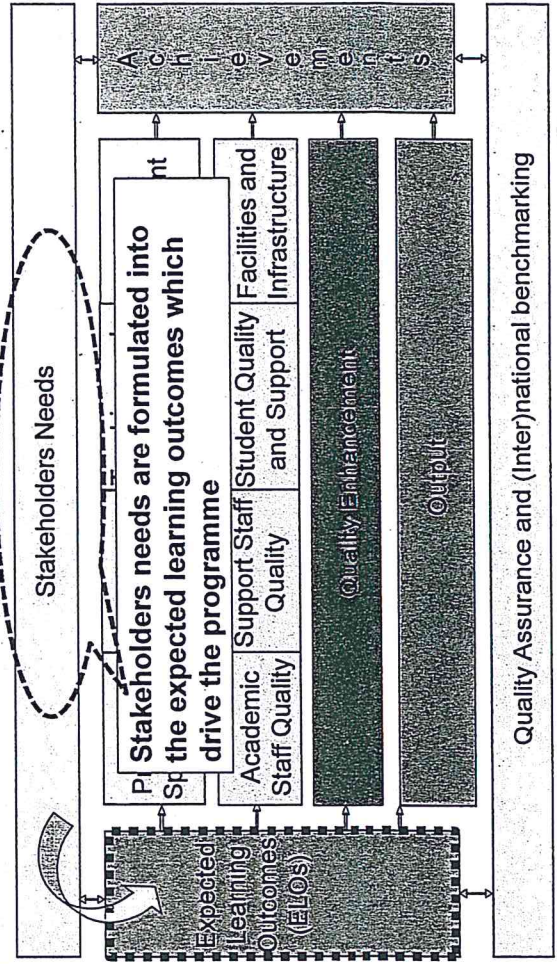 Stakeholders Needs
Stakeholders needs are formulated into
the expected learning outcomes which
drive the programme
Academic
Staff Quality
Support Staff
Quality
Student Quality
and Support
Facilities and
Infrastructure
Quality Enhancement
Output
Expected
Learning
Outcomes
(ELOs)
Achievements
Quality Assurance and (Inter)national benchmarking